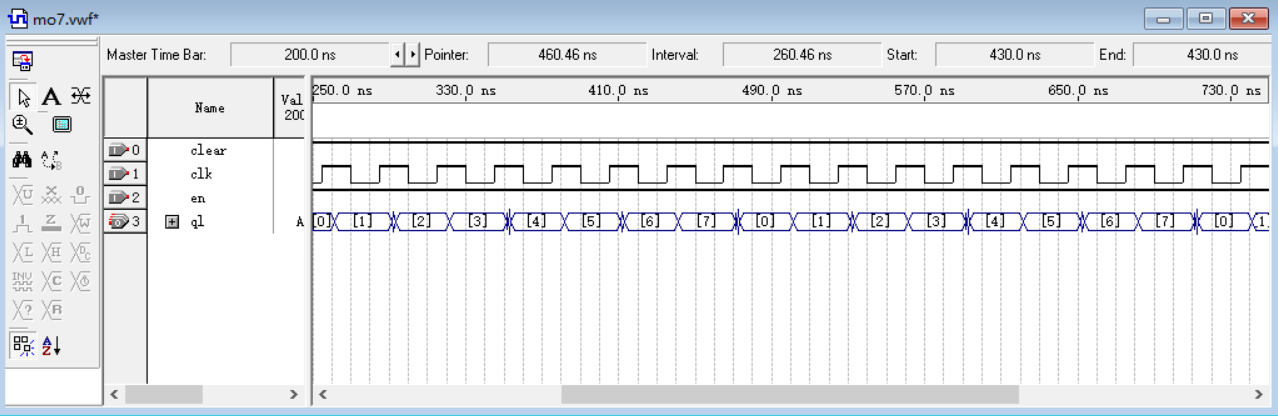 mo7.vwf*
Master Time Bar: 200.0 ns Pointer: 460.46 ns Interval: 260.46 ns Start: 430.0 ns End: 430.0 ns
Name Val 200
250.0 ns 330.0 ns 410.0 ns 490.0 ns 570.0 ns 650.0 ns 730.0 ns
0 clear
1 clk
2 en
3 ql A [0] [1] [2] [3] [4] [5] [6] [7] [0] [1] [2] [3] [4] [5] [6] [7] [0] [1